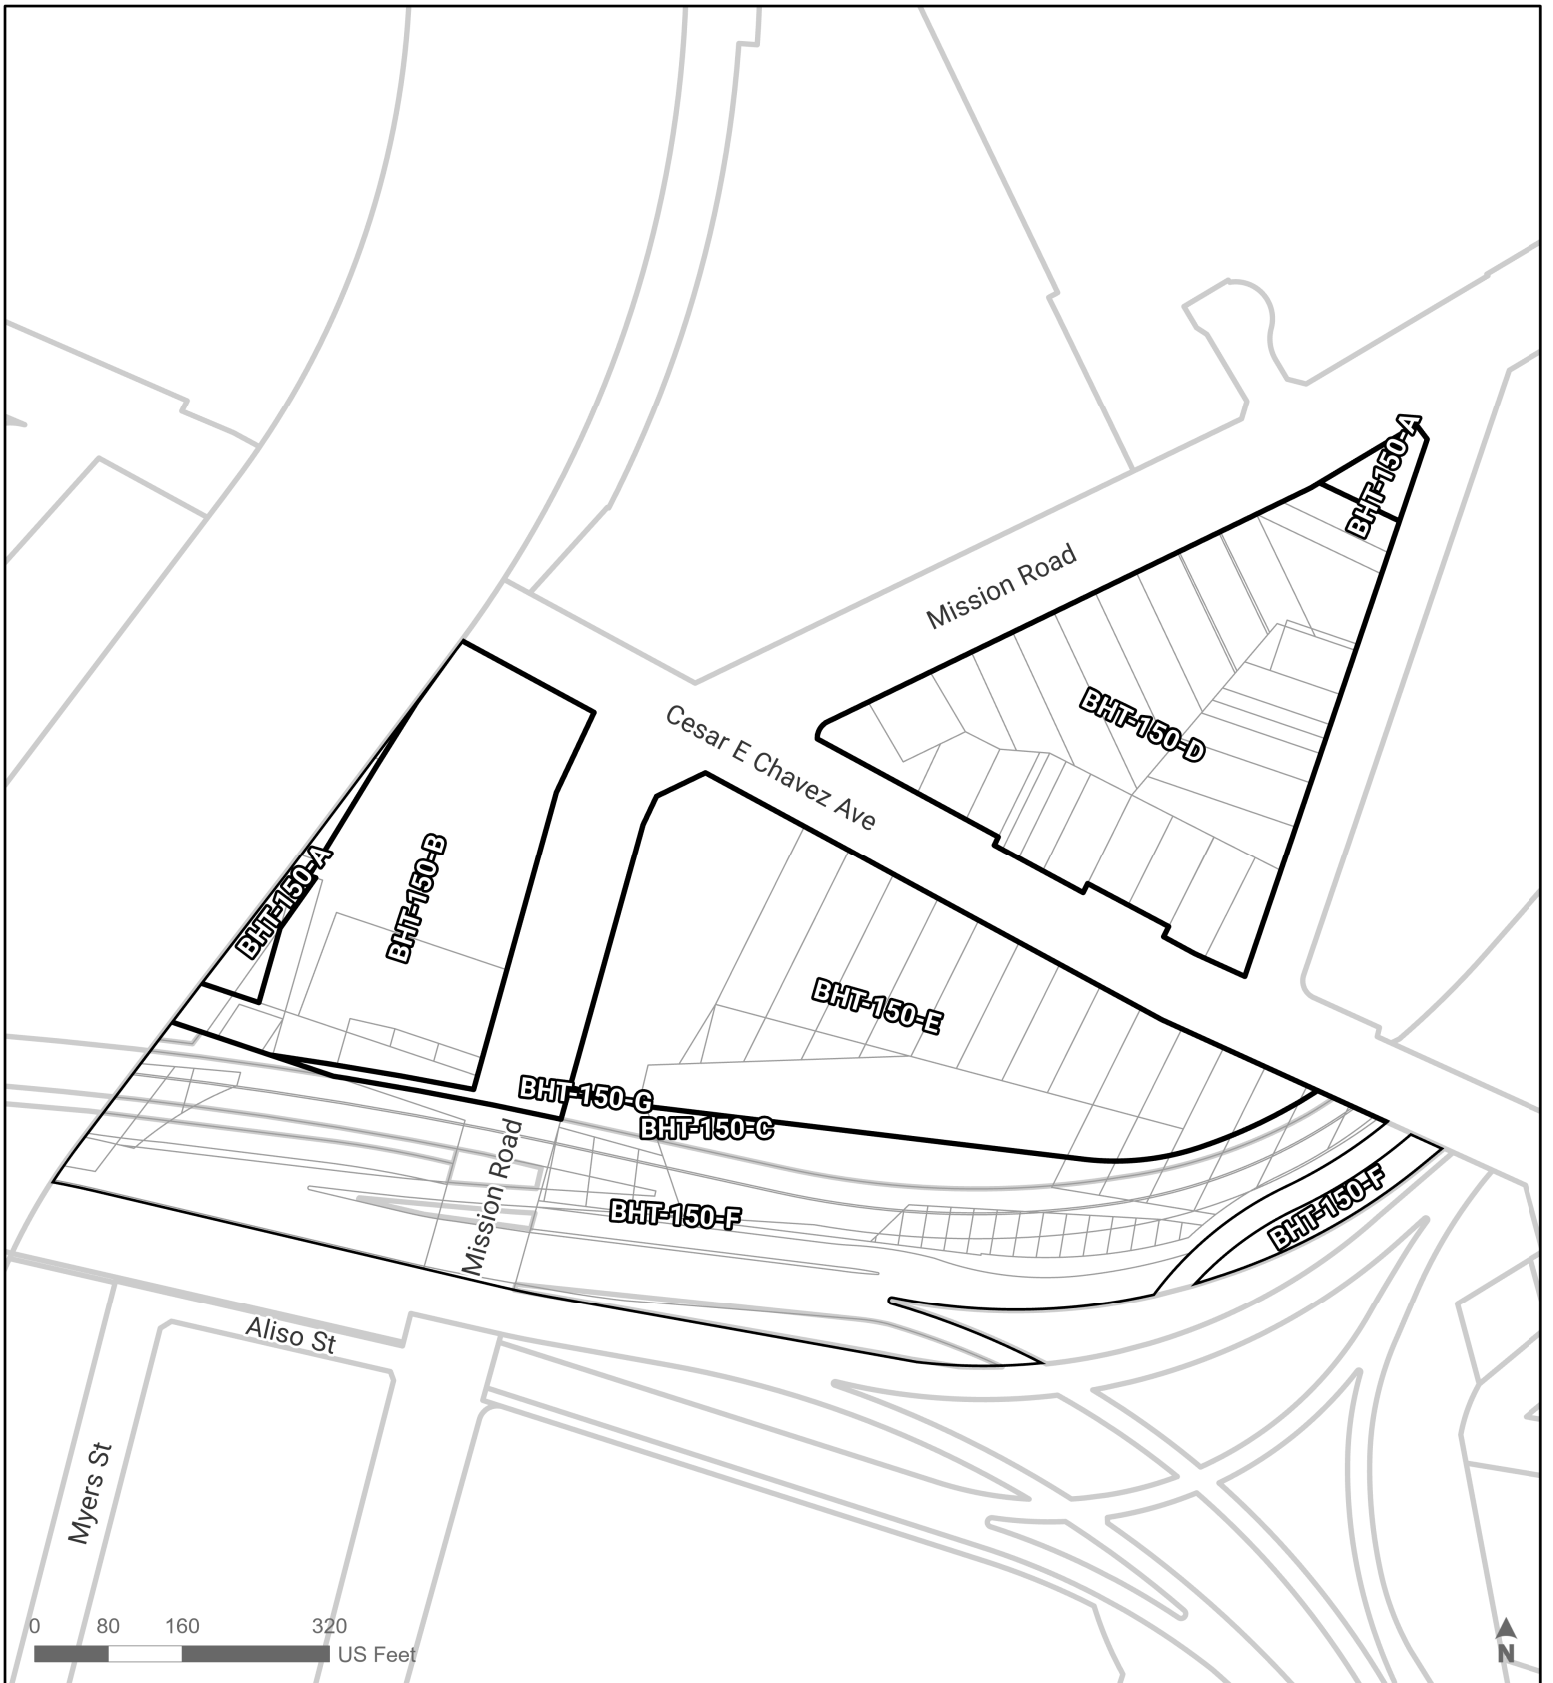 BHT-150-A
Mission Road
BHT-150-D
Cesar E Chavez Ave
BHT-150-A
BHT-150-B
BHT-150-E
BHT-150-G
BHT-150-C
Mission Road
BHT-150-F
BHT-150-F
Aliso St
Myers St
0 80 160 320
US Feet
N